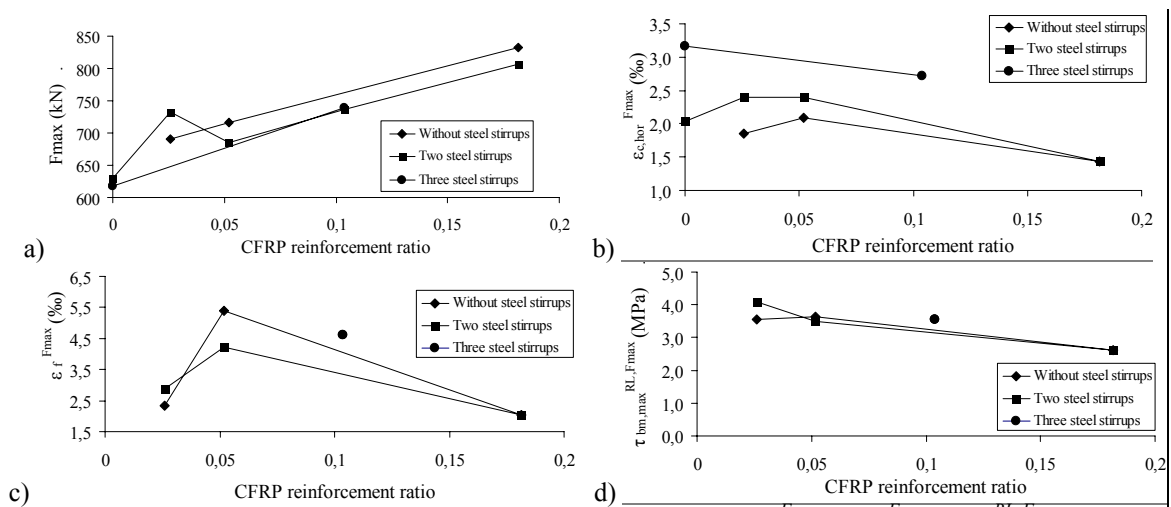 850
800
750
700
650
600
Fmax (kN)
Without steel stirrups
Two steel stirrups
Three steel stirrups
0
0,05
0,1
0,15
0,2
CFRP reinforcement ratio
a)
3,5
3,0
2,5
2,0
1,5
1,0
εc,hor Fmax (‰)
Without steel stirrups
Two steel stirrups
Three steel stirrups
0
0,05
0,1
0,15
0,2
CFRP reinforcement ratio
b)
6,5
5,5
4,5
3,5
2,5
1,5
ε f Fmax (‰)
Without steel stirrups
Two steel stirrups
Three steel stirrups
0
0,05
0,1
0,15
0,2
CFRP reinforcement ratio
c)
5,0
4,0
3,0
2,0
1,0
0,0
τ bm,max RL,Fmax (MPa)
Without steel stirrups
Two steel stirrups
Three steel stirrups
0
0,05
0,1
0,15
0,2
CFRP reinforcement ratio
d)